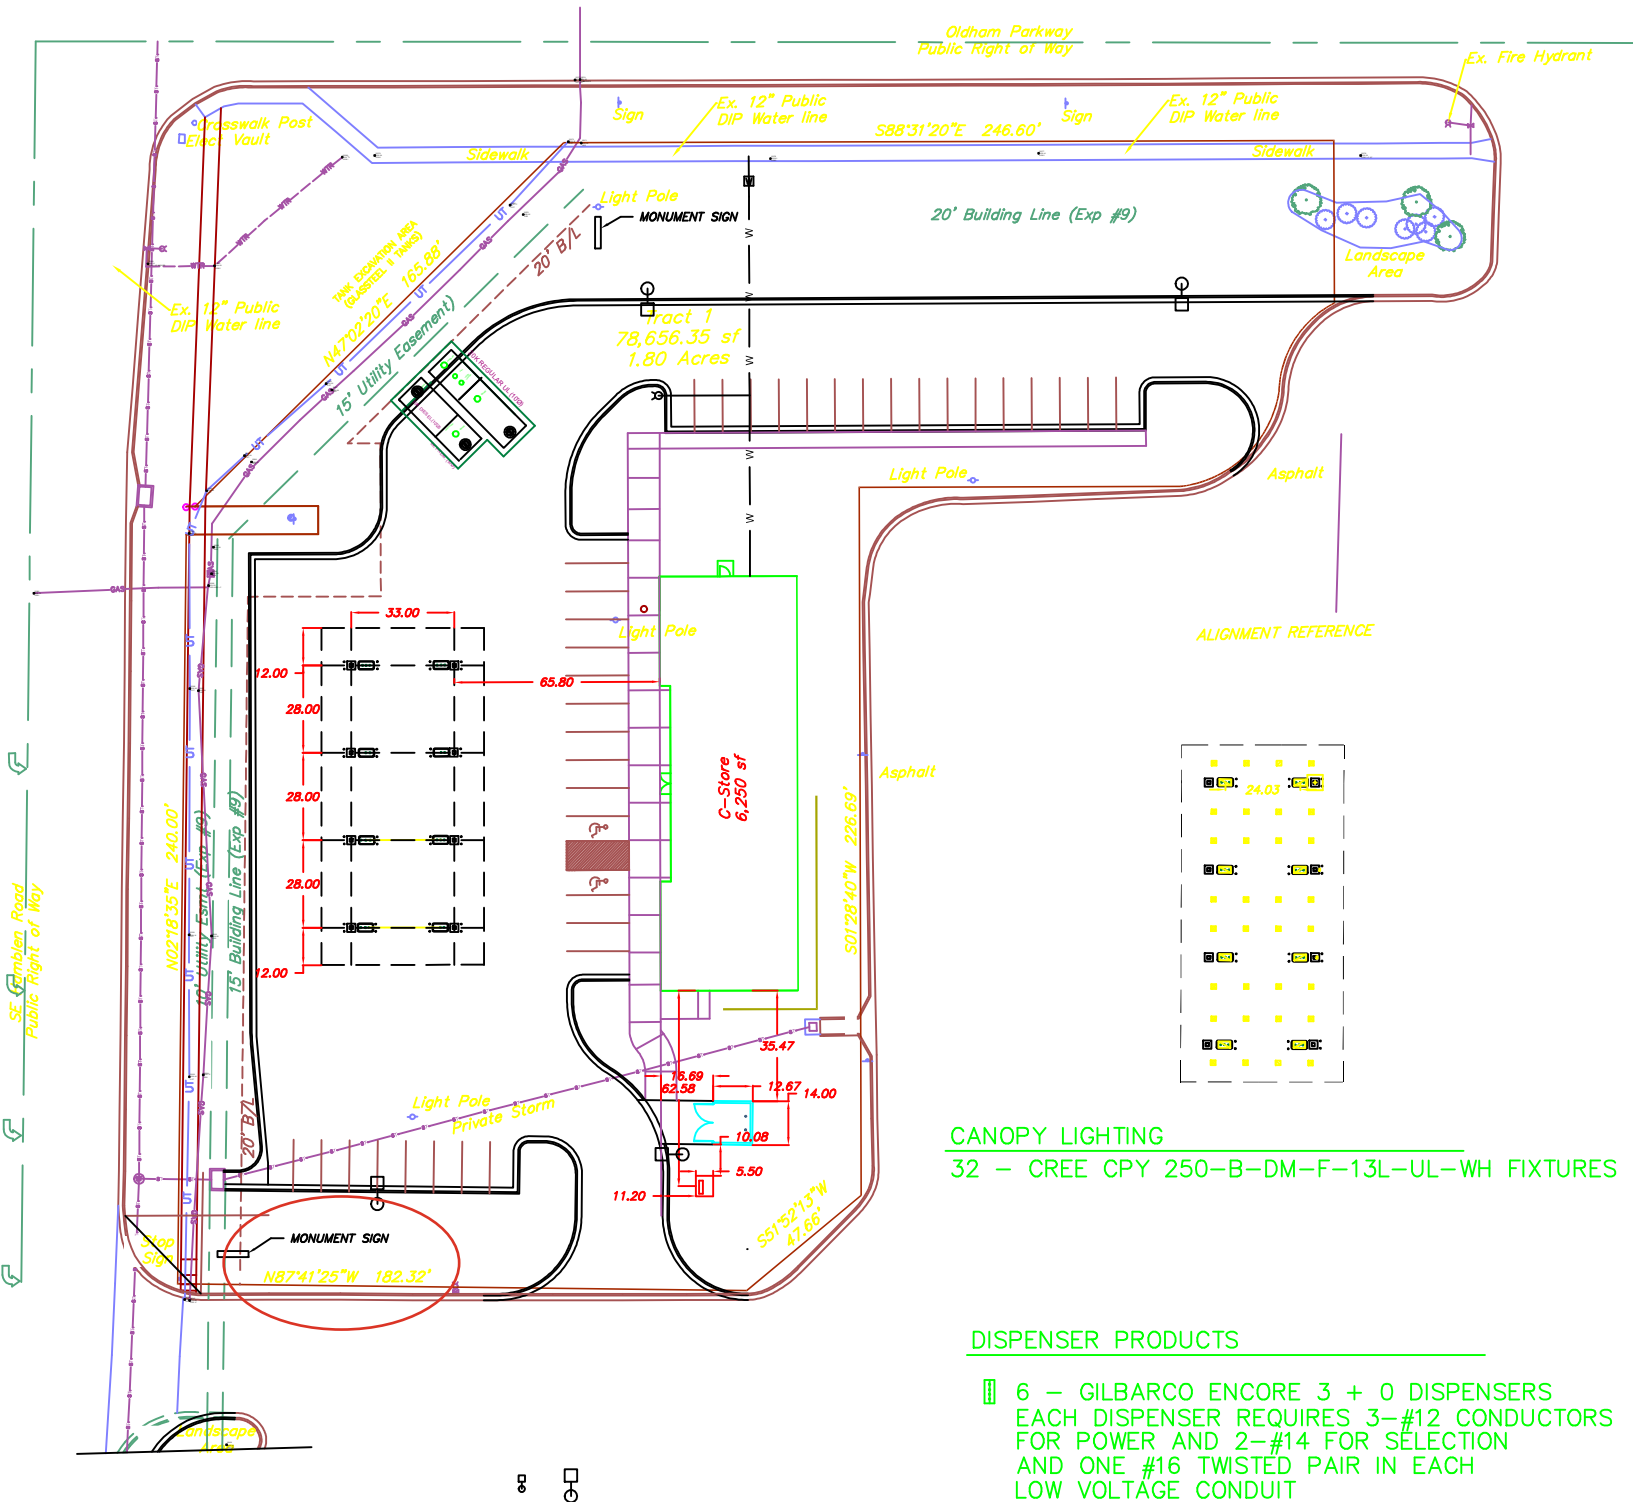 Oldham Parkway
Public Right of Way
Ex. Fire Hydrant
Crosswalk Post
Elect Vault
Sign
Ex. 12" Public
DIP Water line
S88°31'20"E 246.60'
Sign
Ex. 12" Public
DIP Water line
Sidewalk
Sidewalk
Light Pole
MONUMENT SIGN
20' Building Line (Exp #9)
20' B/L
Landscape
Area
TANK EXCAVATION AREA
N47°02'20"E 165.88'
15' Utility Easement)
Ex. 12" Public
DIP Water line
Tract 1
78,656.35 sf
1.80 Acres
Light Pole
Asphalt
33.00
12.00
28.00
28.00
28.00
12.00
65.80
Light Pole
ALIGNMENT REFERENCE
C-Store
6,250 sf
Asphalt
24.03
S01°28'40"W 226.69'
N02°18'35"E 240.00'
10' Utility Esmt. (Exp #9)
15' Building Line (Exp #9)
Public Right of Way
35.47
16.69
62.58
12.67
14.00
10.08
5.50
11.20
Light Pole
Private Storm
20' B/L
S51°52'13"W
47.66'
Stop
Sign
MONUMENT SIGN
N87°41'25"W 182.32'
Landscape
Area
CANOPY LIGHTING
32 - CREE CPY 250-B-DM-F-13L-UL-WH FIXTURES
DISPENSER PRODUCTS
6 - GILBARCO ENCORE 3 + 0 DISPENSERS
EACH DISPENSER REQUIRES 3-#12 CONDUCTORS
FOR POWER AND 2-#14 FOR SELECTION
AND ONE #16 TWISTED PAIR IN EACH
LOW VOLTAGE CONDUIT